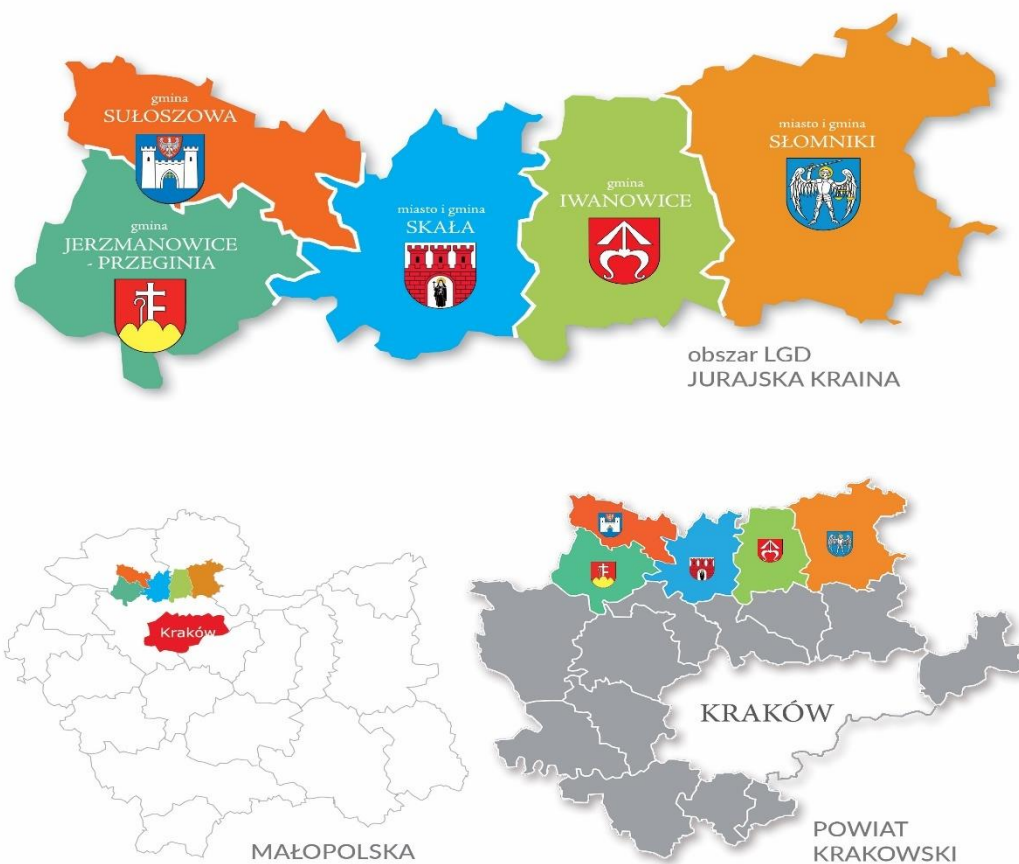 gmina
SUŁOSZOWA
gmina
JERZMANOWICE
- PRZEGINIA
miasto i gmina
SKAŁA
gmina
IWANOWICE
miasto i gmina
SŁOMNIKI
obszar LGD
JURAJSKA KRAINA
Kraków
MAŁOPOLSKA
KRAKÓW
POWIAT
KRAKOWSKI